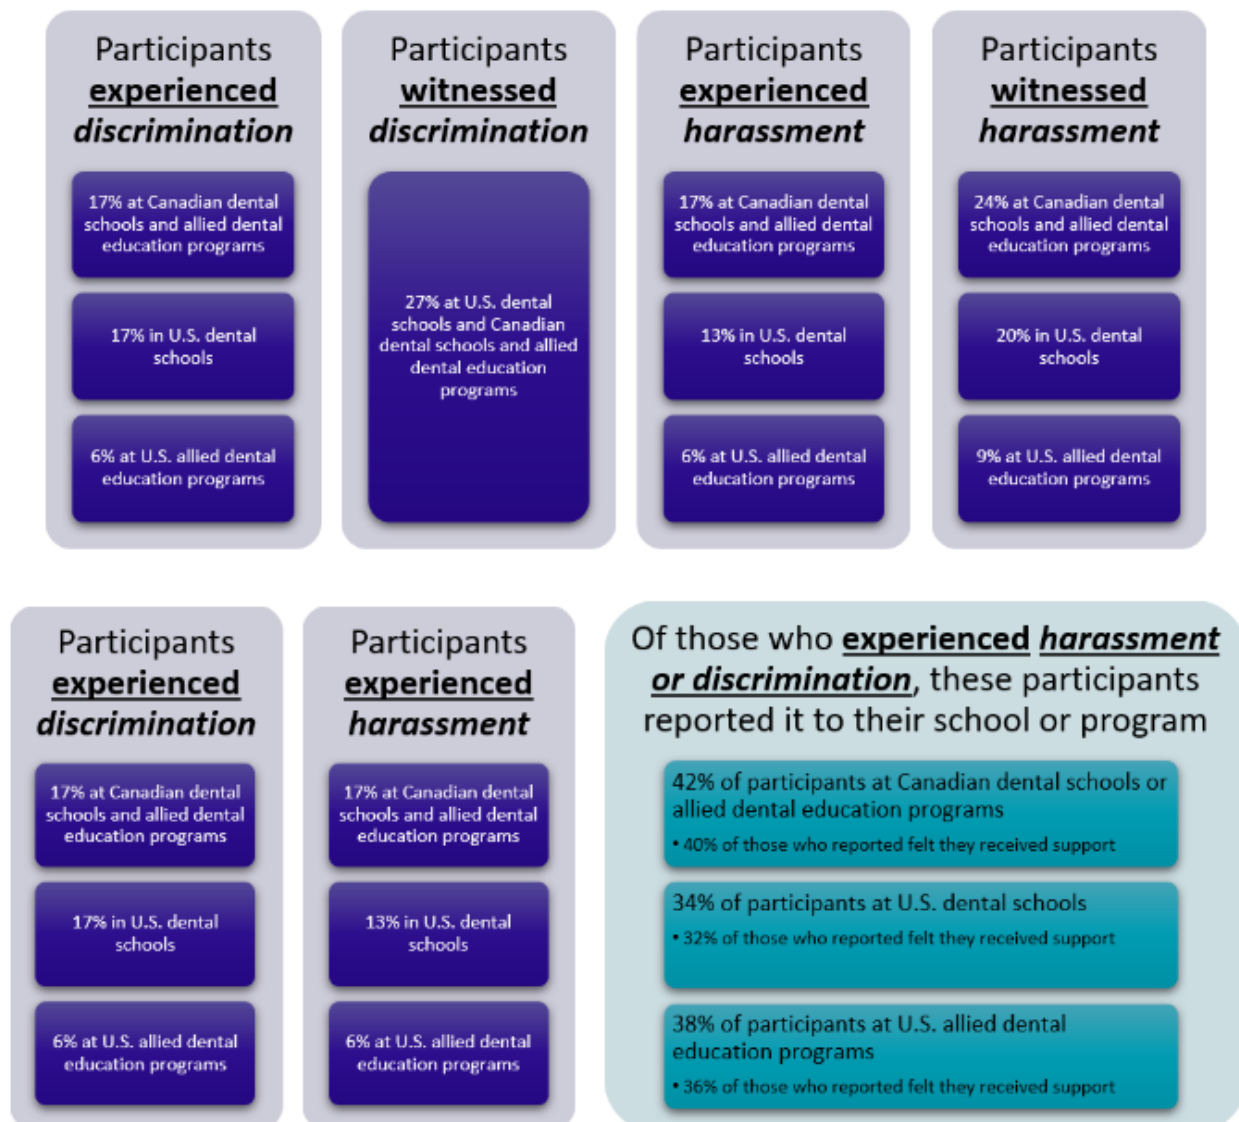 Participants
experienced
discrimination
17% at Canadian dental
schools and allied dental
education programs
17% in U.S. dental
schools
6% at U.S. allied dental
education programs
Participants
witnessed
discrimination
27% at U.S. dental
schools and Canadian
dental schools and allied
dental education
programs
Participants
experienced
harassment
17% at Canadian dental
schools and allied dental
education programs
13% in U.S. dental
schools
6% at U.S. allied dental
education programs
Participants
witnessed
harassment
24% at Canadian dental
schools and allied dental
education programs
20% in U.S. dental
schools
9% at U.S. allied dental
education programs
Participants
experienced
discrimination
17% at Canadian dental
schools and allied dental
education programs
17% in U.S. dental
schools
6% at U.S. allied dental
education programs
Participants
experienced
harassment
17% at Canadian dental
schools and allied dental
education programs
13% in U.S. dental
schools
6% at U.S. allied dental
education programs
Of those who experienced harassment
or discrimination, these participants
reported it to their school or program
42% of participants at Canadian dental schools or
allied dental education programs
• 40% of those who reported felt they received support
34% of participants at U.S. dental schools
• 32% of those who reported felt they received support
38% of participants at U.S. allied dental
education programs
• 36% of those who reported felt they received support